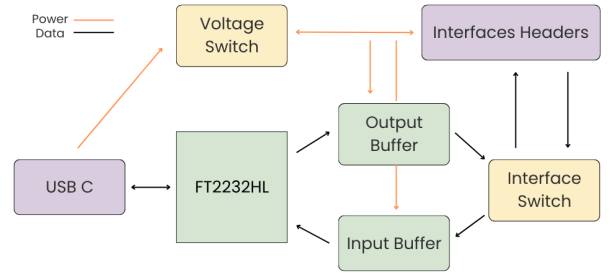 Power
Data
Voltage
Switch
Interfaces Headers
Output
Buffer
USB C
FT2232HL
Interface
Switch
Input Buffer